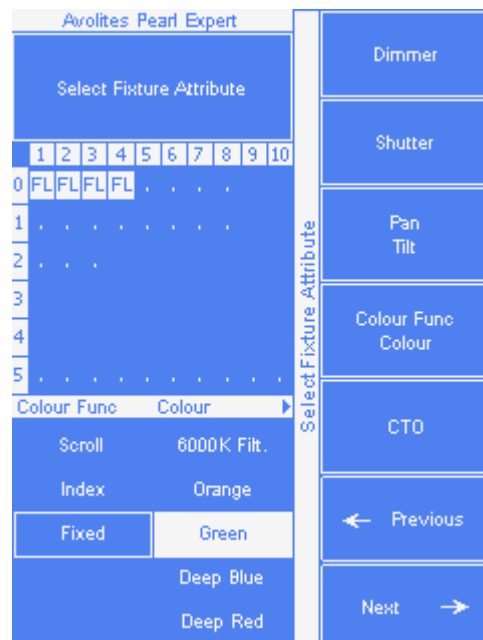 Avolites Pearl Expert
Select Fixture Attribute
1 2 3 4 5 6 7 8 9 10
0 FL FL FL FL . . . .
1 . . . . . . . .
2 . . .
3
4
5 . . . . . . . . . .
Colour Func Colour
Scroll 6000K Filt.
Index Orange
Fixed Green
Deep Blue
Deep Red
Select Fixture Attribute
Dimmer
Shutter
Pan
Tilt
Colour Func
Colour
CTO
← Previous
Next →